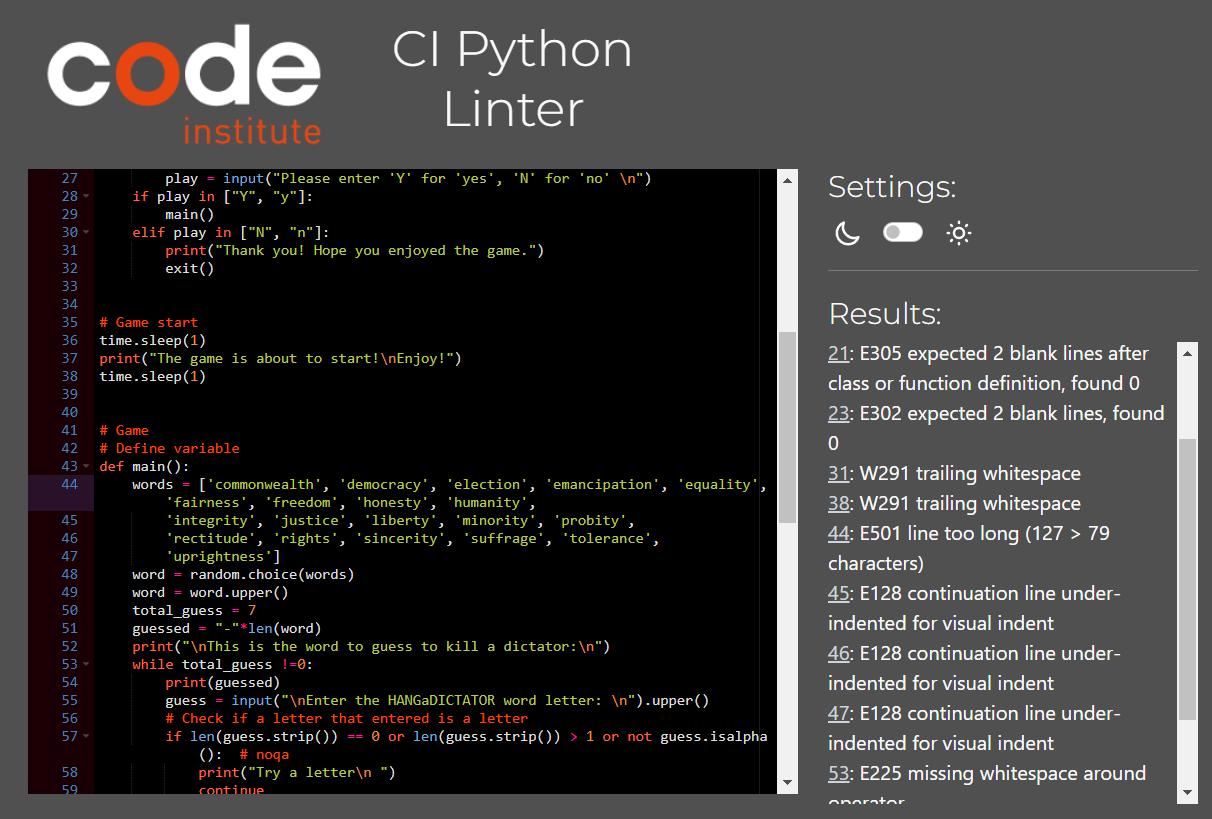 code
institute
CI Python
Linter
27 play = input("Please enter 'Y' for 'yes', 'N' for 'no' \n")
28 if play in ["Y", "y"]:
29 main()
30 elif play in ["N", "n"]:
31 print("Thank you! Hope you enjoyed the game.")
32 exit()
33
34
35 # Game start
36 time.sleep(1)
37 print("The game is about to start!\nEnjoy!")
38 time.sleep(1)
39
40
41 # Game
42 # Define variable
43 def main():
44 words = ['commonwealth', 'democracy', 'election', 'emancipation', 'equality',
'fairness', 'freedom', 'honesty', 'humanity',
45 'integrity', 'justice', 'liberty', 'minority', 'probity',
46 'rectitude', 'rights', 'sincerity', 'suffrage', 'tolerance',
47 'uprightness']
48 word = random.choice(words)
49 word = word.upper()
50 total_guess = 7
51 guessed = "-"*len(word)
52 print("\nThis is the word to guess to kill a dictator:\n")
53 while total_guess !=0:
54 print(guessed)
55 guess = input("\nEnter the HANGaDICTATOR word letter: \n").upper()
56 # Check if a letter that entered is a letter
57 if len(guess.strip()) == 0 or len(guess.strip()) > 1 or not guess.isalpha
(): # noqa
58 print("Try a letter\n ")
59 continue
Settings:
Results:
21: E305 expected 2 blank lines after
class or function definition, found 0
23: E302 expected 2 blank lines, found
0
31: W291 trailing whitespace
38: W291 trailing whitespace
44: E501 line too long (127 > 79
characters)
45: E128 continuation line under-
indented for visual indent
46: E128 continuation line under-
indented for visual indent
47: E128 continuation line under-
indented for visual indent
53: E225 missing whitespace around
operator